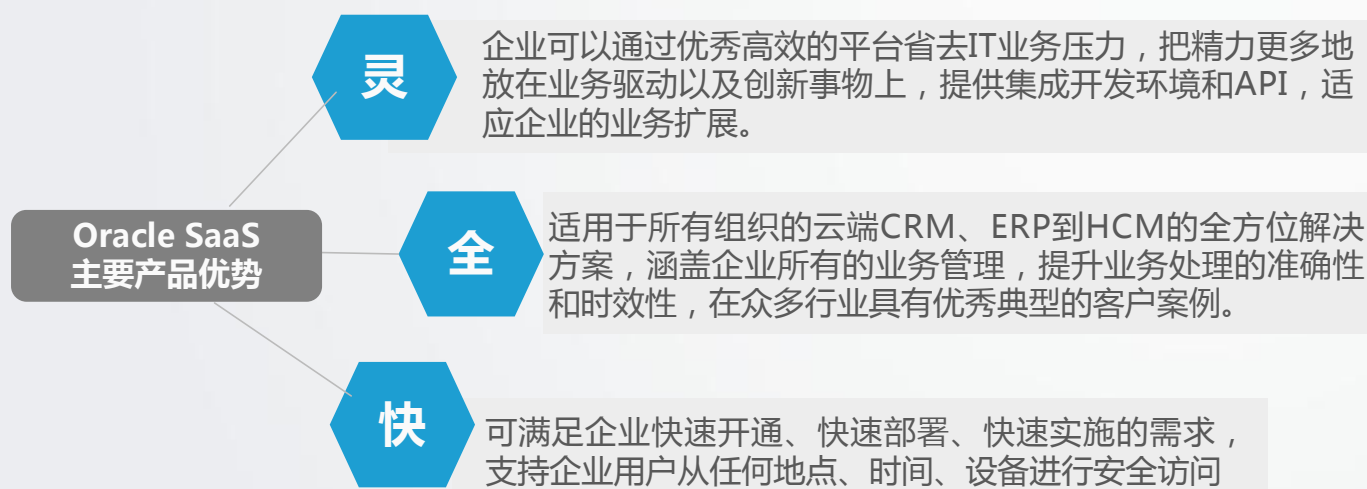 灵
企业可以通过优秀高效的平台省去IT业务压力，把精力更多地
放在业务驱动以及创新事物上，提供集成开发环境和API，适
应企业的业务扩展。
Oracle SaaS
主要产品优势
全
适用于所有组织的云端CRM、ERP到HCM的全方位解决
方案，涵盖企业所有的业务管理，提升业务处理的准确性
和时效性，在众多行业具有优秀典型的客户案例。
快
可满足企业快速开通、快速部署、快速实施的需求，
支持企业用户从任何地点、时间、设备进行安全访问